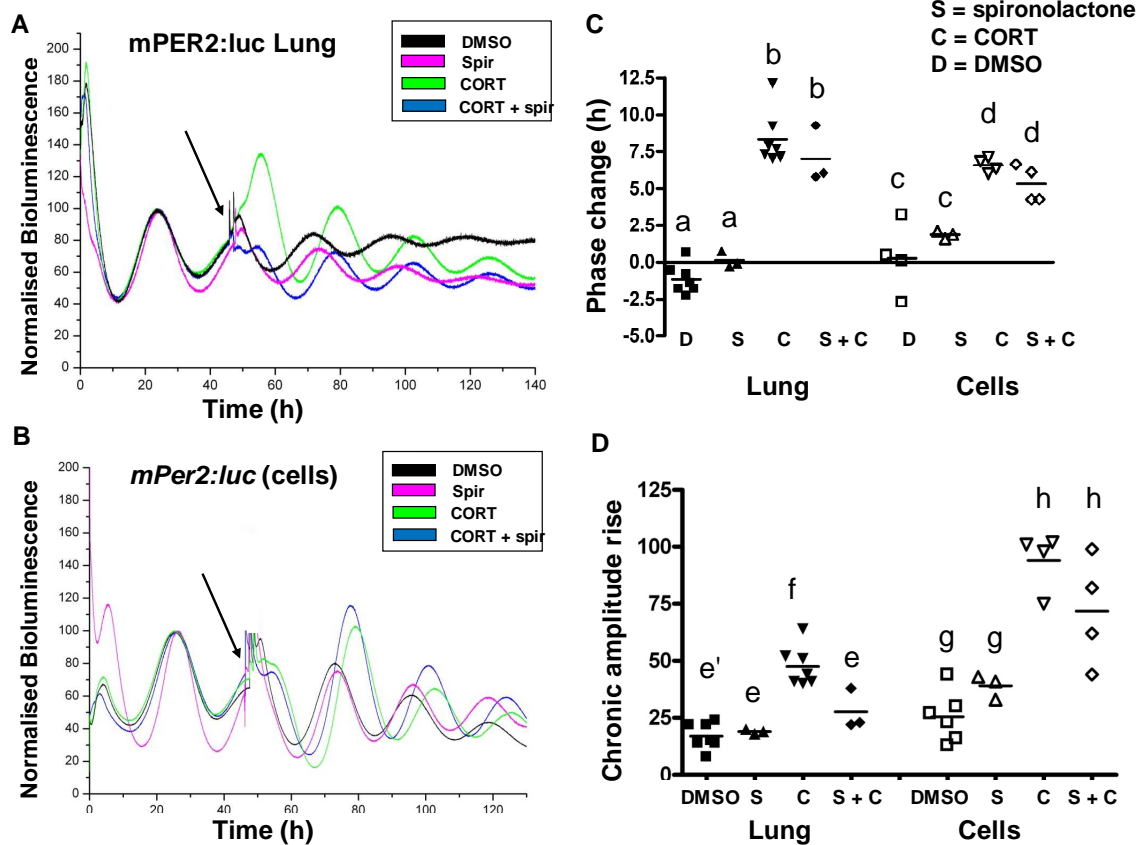 A
mPER2:luc Lung
DMSO
Spir
CORT
CORT + spir
Normalised Bioluminescence
200
180
160
140
120
100
80
60
40
20
0
0 20 40 60 80 100 120 140
Time (h)
B
mPer2:luc (cells)
DMSO
Spir
CORT
CORT + spir
Normalised Bioluminescence
200
180
160
140
120
100
80
60
40
20
0
0 20 40 60 80 100 120
Time (h)
C
S = spironolactone
C = CORT
D = DMSO
Phase change (h)
12.5
10.0
7.5
5.0
2.5
0.0
-2.5
-5.0
a a b b c c d d
D S C S + C D S C S + C
Lung Cells
D
Chronic amplitude rise
125
100
75
50
25
0
e' e f e g g h h
DMSO S C S + C DMSO S C S + C
Lung Cells